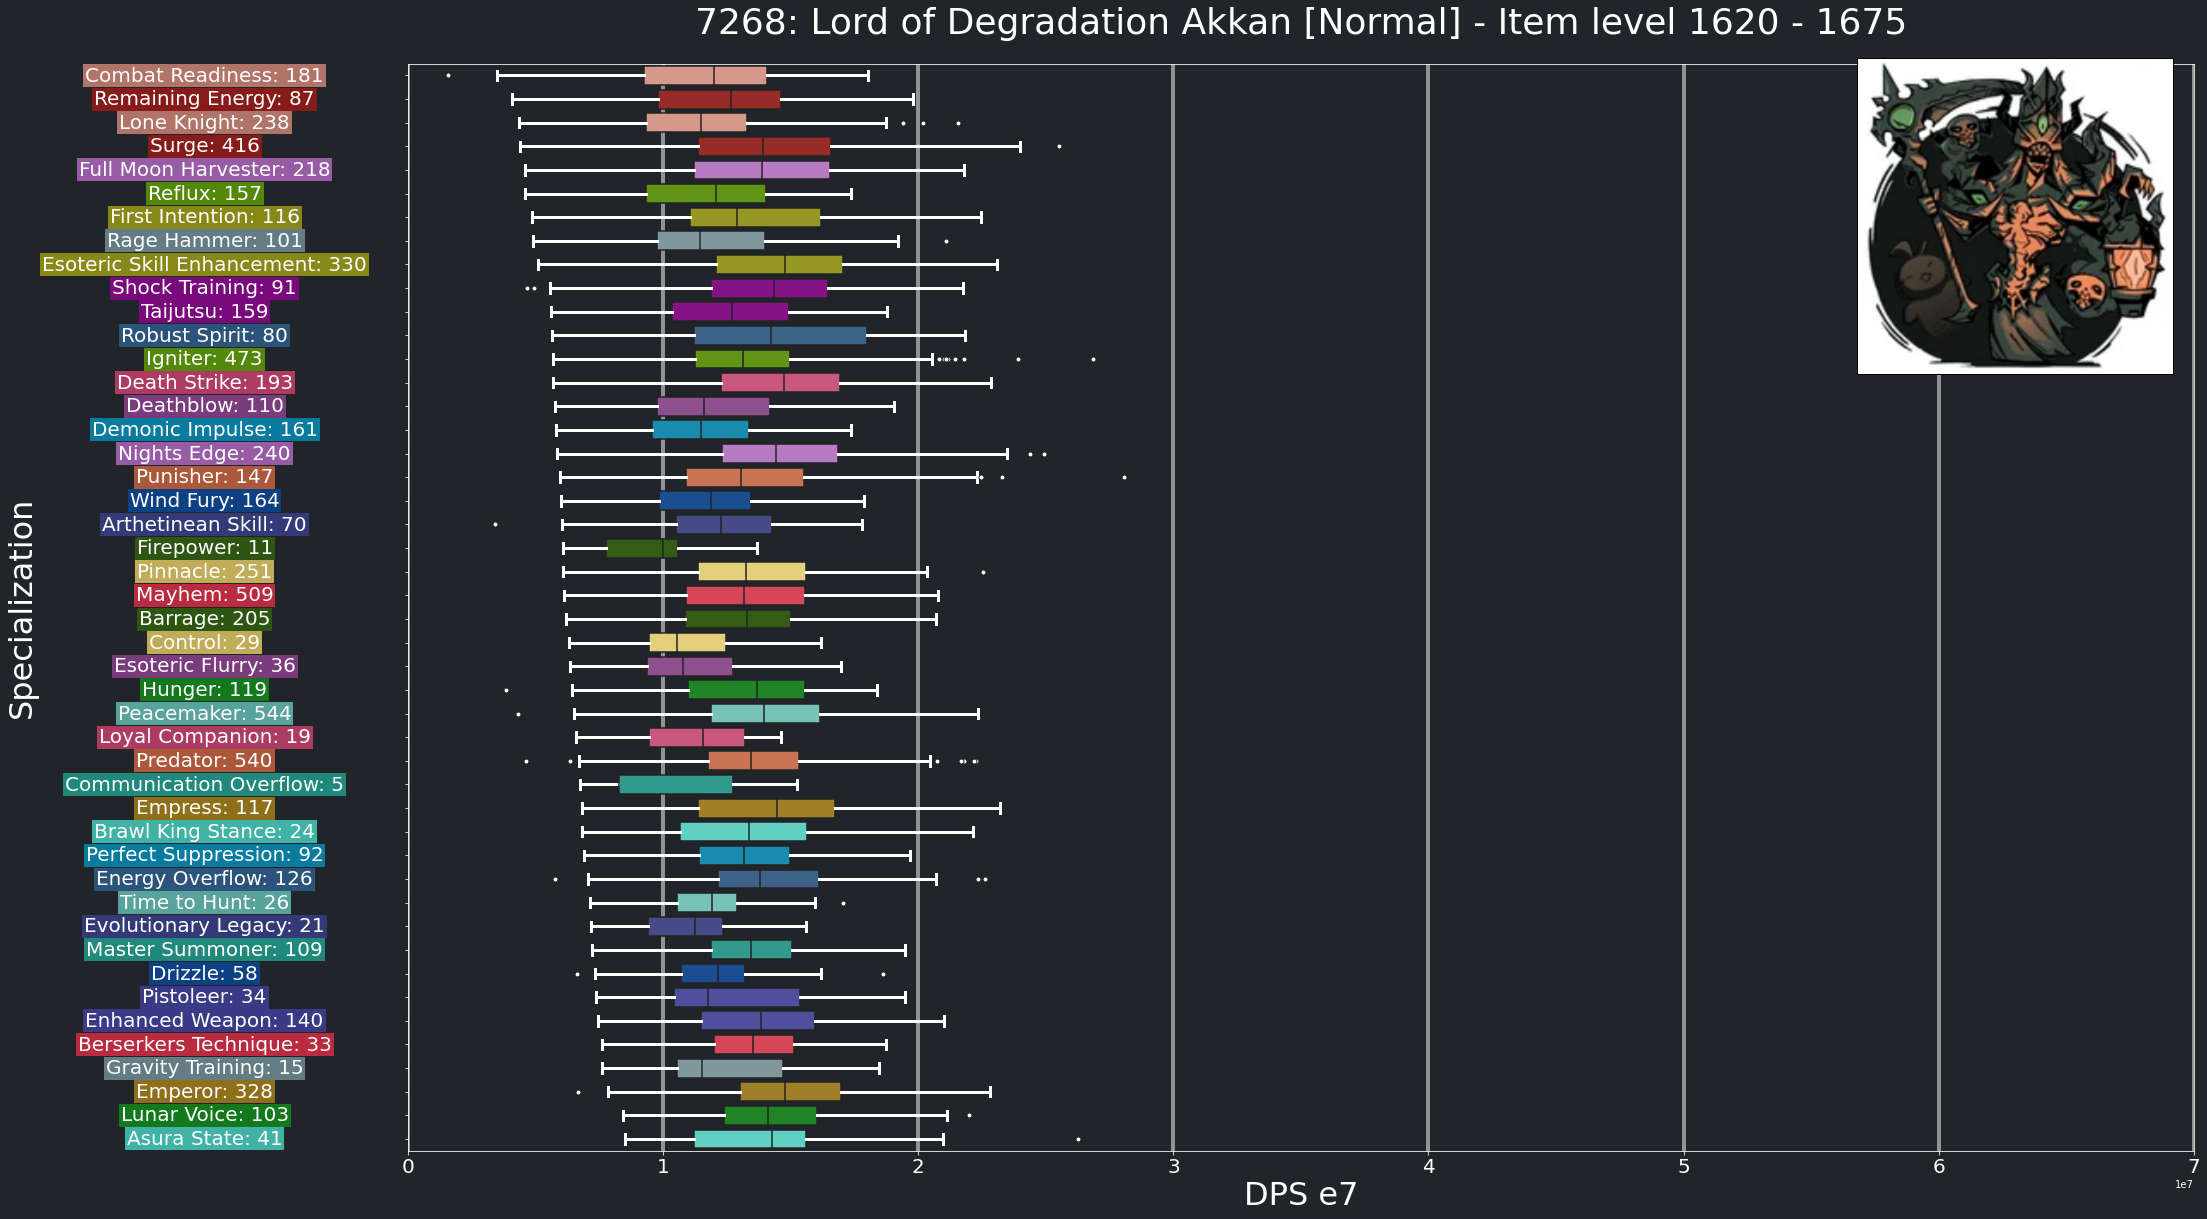 7268: Lord of Degradation Akkan [Normal] - Item level 1620 - 1675
Combat Readiness: 181
Remaining Energy: 87
Lone Knight: 238
Surge: 416
Full Moon Harvester: 218
Reflux: 157
First Intention: 116
Rage Hammer: 101
Esoteric Skill Enhancement: 330
Shock Training: 91
Taijutsu: 159
Robust Spirit: 80
Igniter: 473
Death Strike: 193
Deathblow: 110
Demonic Impulse: 161
Nights Edge: 240
Punisher: 147
Wind Fury: 164
Arthetinean Skill: 70
Firepower: 11
Pinnacle: 251
Mayhem: 509
Barrage: 205
Control: 29
Esoteric Flurry: 36
Hunger: 119
Peacemaker: 544
Loyal Companion: 19
Predator: 540
Communication Overflow: 5
Empress: 117
Brawl King Stance: 24
Perfect Suppression: 92
Energy Overflow: 126
Time to Hunt: 26
Evolutionary Legacy: 21
Master Summoner: 109
Drizzle: 58
Pistoleer: 34
Enhanced Weapon: 140
Berserkers Technique: 33
Gravity Training: 15
Emperor: 328
Lunar Voice: 103
Asura State: 41
Specialization
0 1 2 3 4 5 6 7
DPS e7
1e7